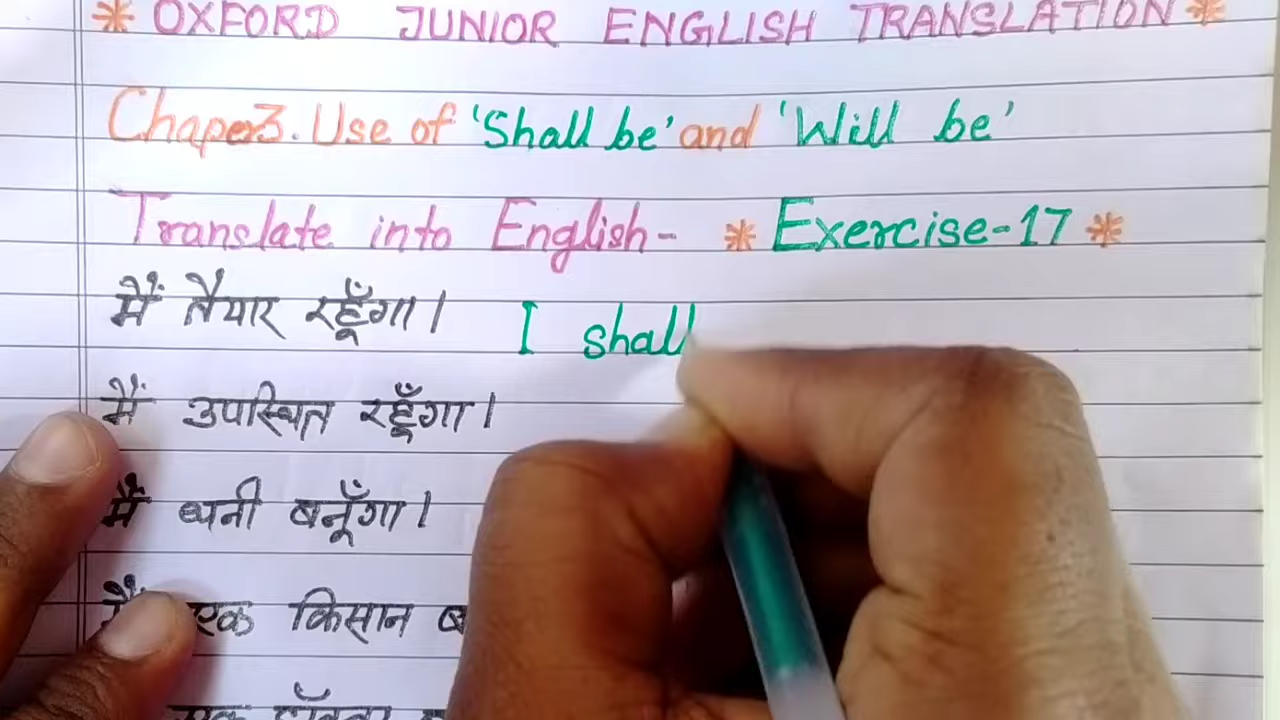 * OXFORD JUNIOR ENGLISH TRANSLATION *
Chaper3. Use of 'Shall be' and 'Will be'
Translate into English- * Exercise-17 *
मैं तैयार रहूँगा। I shall
मैं उपस्थित रहूँगा।
मैं धनी बनूँगा।
मैं एक किसान
एक